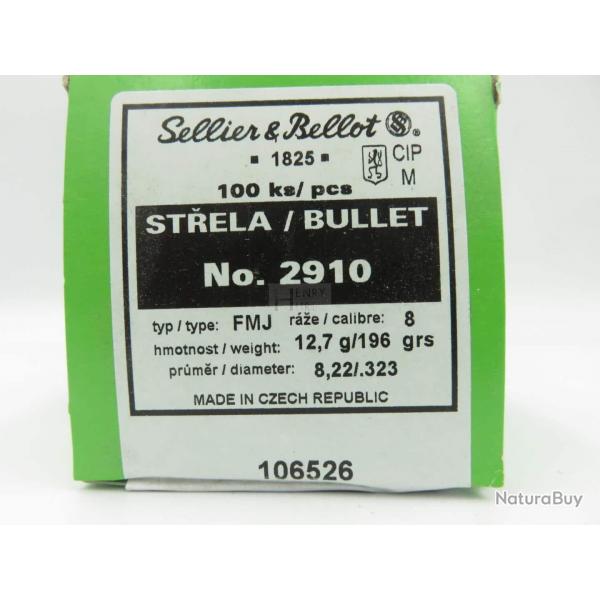 Sellier & Bellot S&B ®.
▪ 1825 ▪
CIP
M
100 ks/ pcs
STŘELA / BULLET
No. 2910
HENRY
typ / type: FMJ ráže / calibre: 8
hmotnost / weight: 12,7 g/196 grs
průměr / diameter: 8,22/.323
MADE IN CZECH REPUBLIC
106526
NaturaBuy